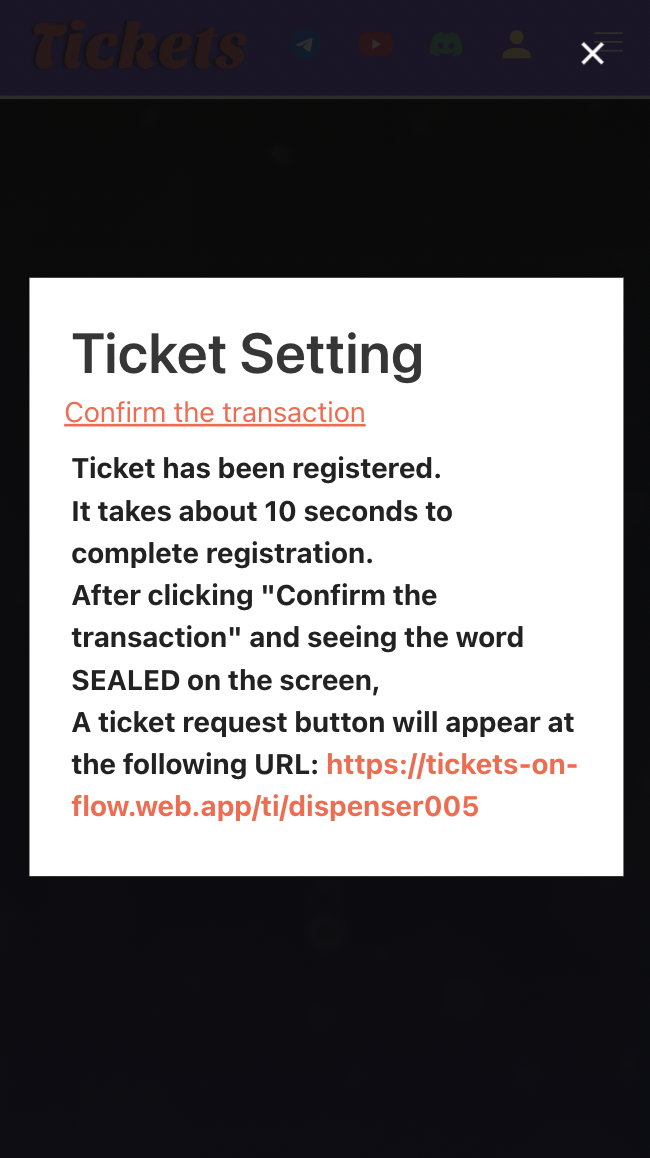 Tickets
Ticket Setting
Confirm the transaction
Ticket has been registered.
It takes about 10 seconds to
complete registration.
After clicking "Confirm the
transaction" and seeing the word
SEALED on the screen,
A ticket request button will appear at
the following URL: https://tickets-on-
flow.web.app/ti/dispenser005